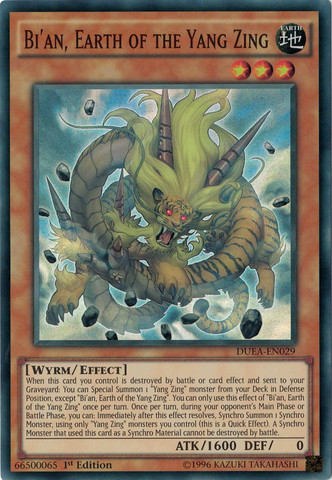 Bi'an, Earth of the Yang Zing
EARTH
地
DUEA-EN029
[Wyrm/Effect]
When this card you control is destroyed by battle or card effect and sent to your
Graveyard: You can Special Summon 1 "Yang Zing" monster from your Deck in Defense
Position, except "Bi'an, Earth of the Yang Zing". You can only use this effect of "Bi'an, Earth
of the Yang Zing" once per turn. Once per turn, during your opponent's Main Phase or
Battle Phase, you can: Immediately after this effect resolves, Synchro Summon 1 Synchro
Monster, using only "Yang Zing" monsters you control (this is a Quick Effect). A Synchro
Monster that used this card as a Synchro Material cannot be destroyed by battle.
ATK/1600 DEF/ 0
66500065 1st Edition ©1996 KAZUKI TAKAHASHI